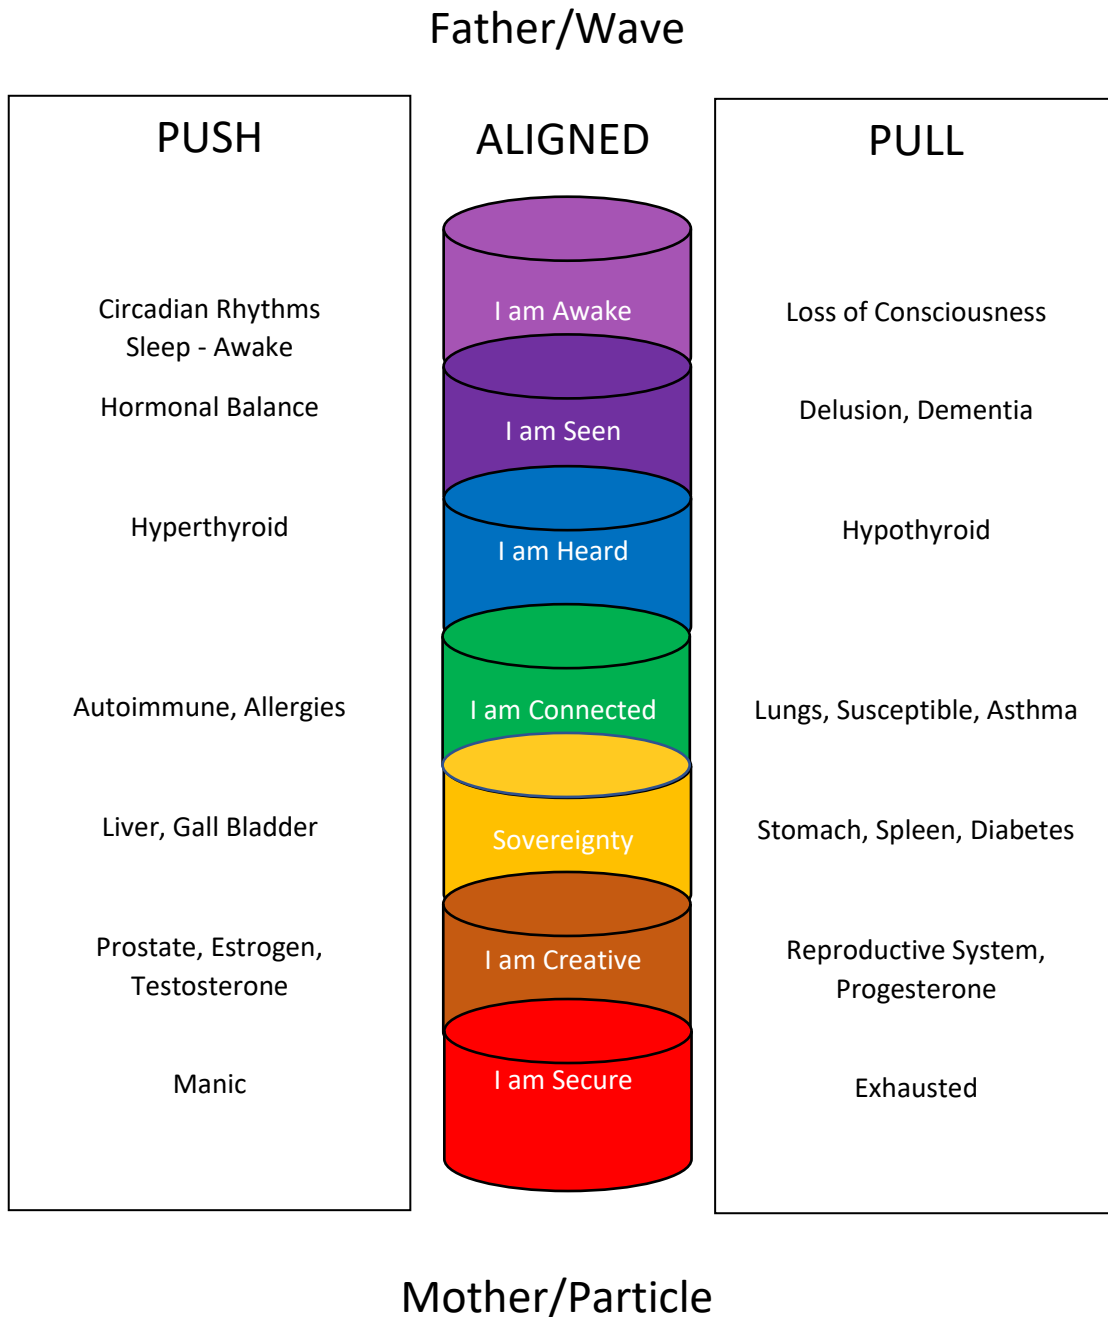 Father/Wave
PUSH
ALIGNED
PULL
Circadian Rhythms
Sleep - Awake
I am Awake
Loss of Consciousness
Hormonal Balance
I am Seen
Delusion, Dementia
Hyperthyroid
I am Heard
Hypothyroid
Autoimmune, Allergies
I am Connected
Lungs, Susceptible, Asthma
Liver, Gall Bladder
Sovereignty
Stomach, Spleen, Diabetes
Prostate, Estrogen,
Testosterone
I am Creative
Reproductive System,
Progesterone
Manic
I am Secure
Exhausted
Mother/Particle